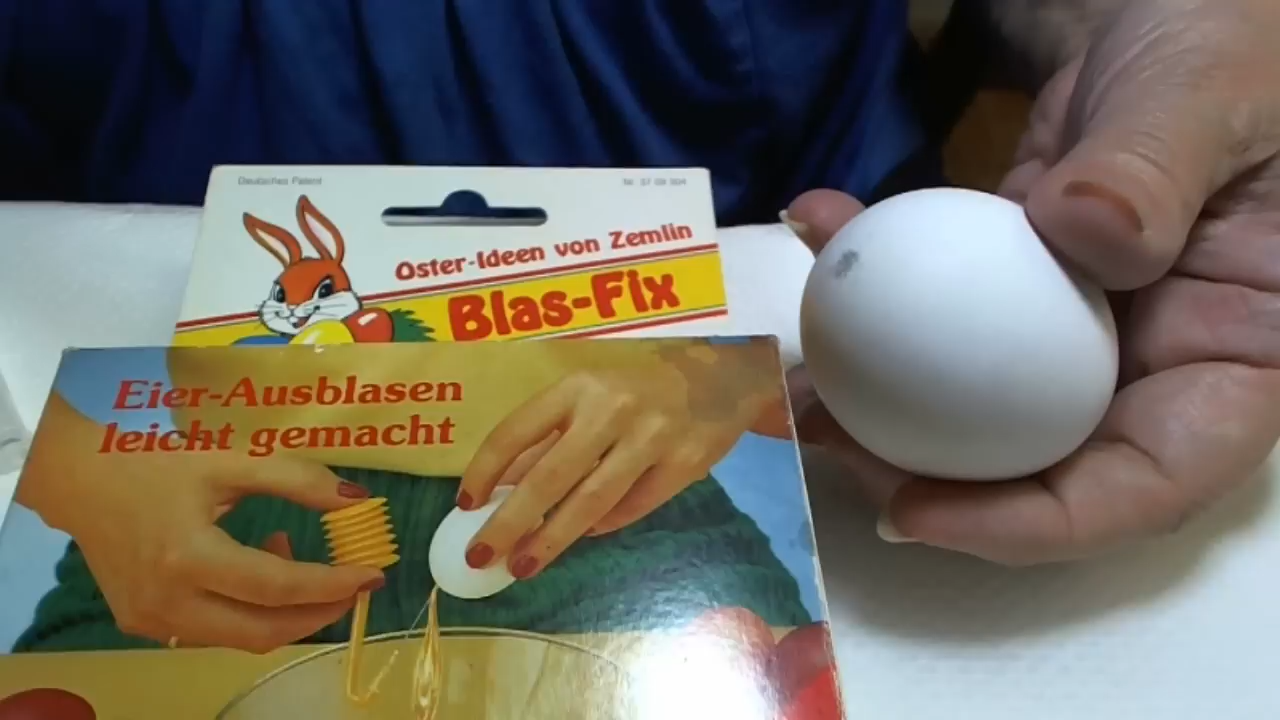 Deutsches Patent
Oster-Ideen von Zemlin
Blas-Fix
Eier-Ausblasen
leicht gemacht